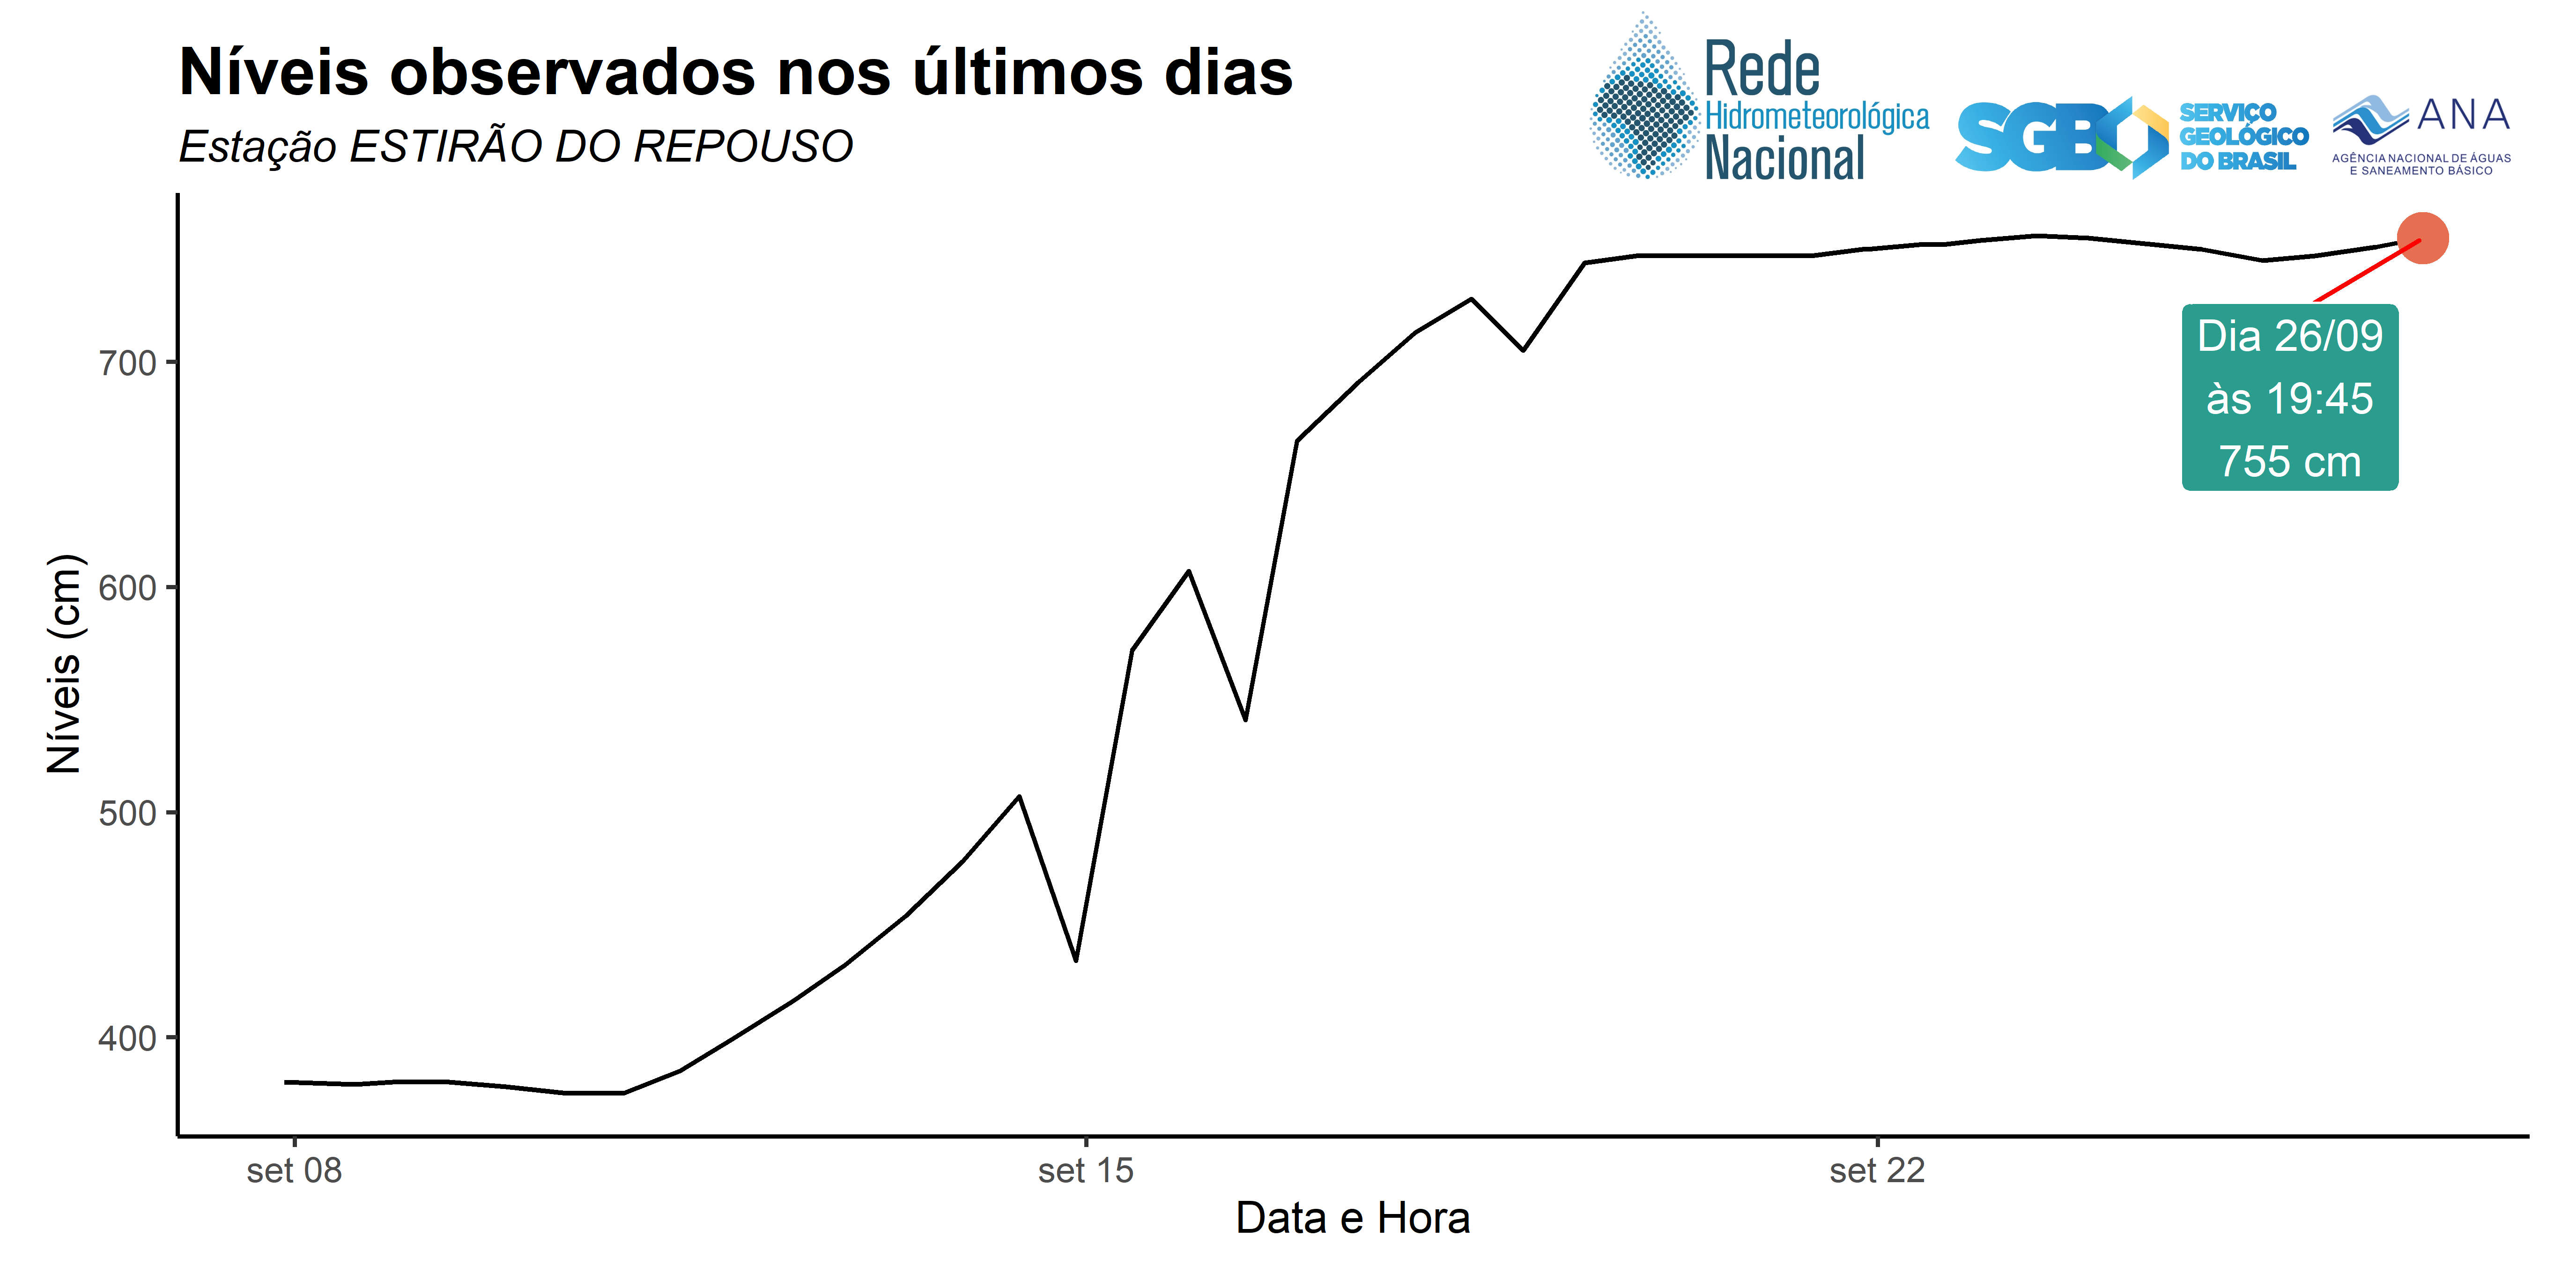 Níveis observados nos últimos dias
Estação ESTIRÃO DO REPOUSO
Rede
Hidrometeorológica
Nacional
SGB
SERVIÇO
GEOLÓGICO
DO BRASIL
ANA
AGÊNCIA NACIONAL DE ÁGUAS
E SANEAMENTO BÁSICO
Níveis (cm)
700
600
500
400
Dia 26/09
às 19:45
755 cm
set 08
set 15
set 22
Data e Hora